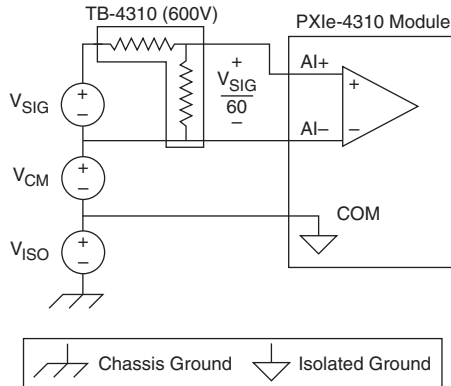 TB-4310 (600V)
PXIe-4310 Module
+
V_SIG
60
–
AI+
AI–
+
–
V_SIG
+
–
V_CM
+
–
COM
V_ISO
+
–
Chassis Ground
Isolated Ground